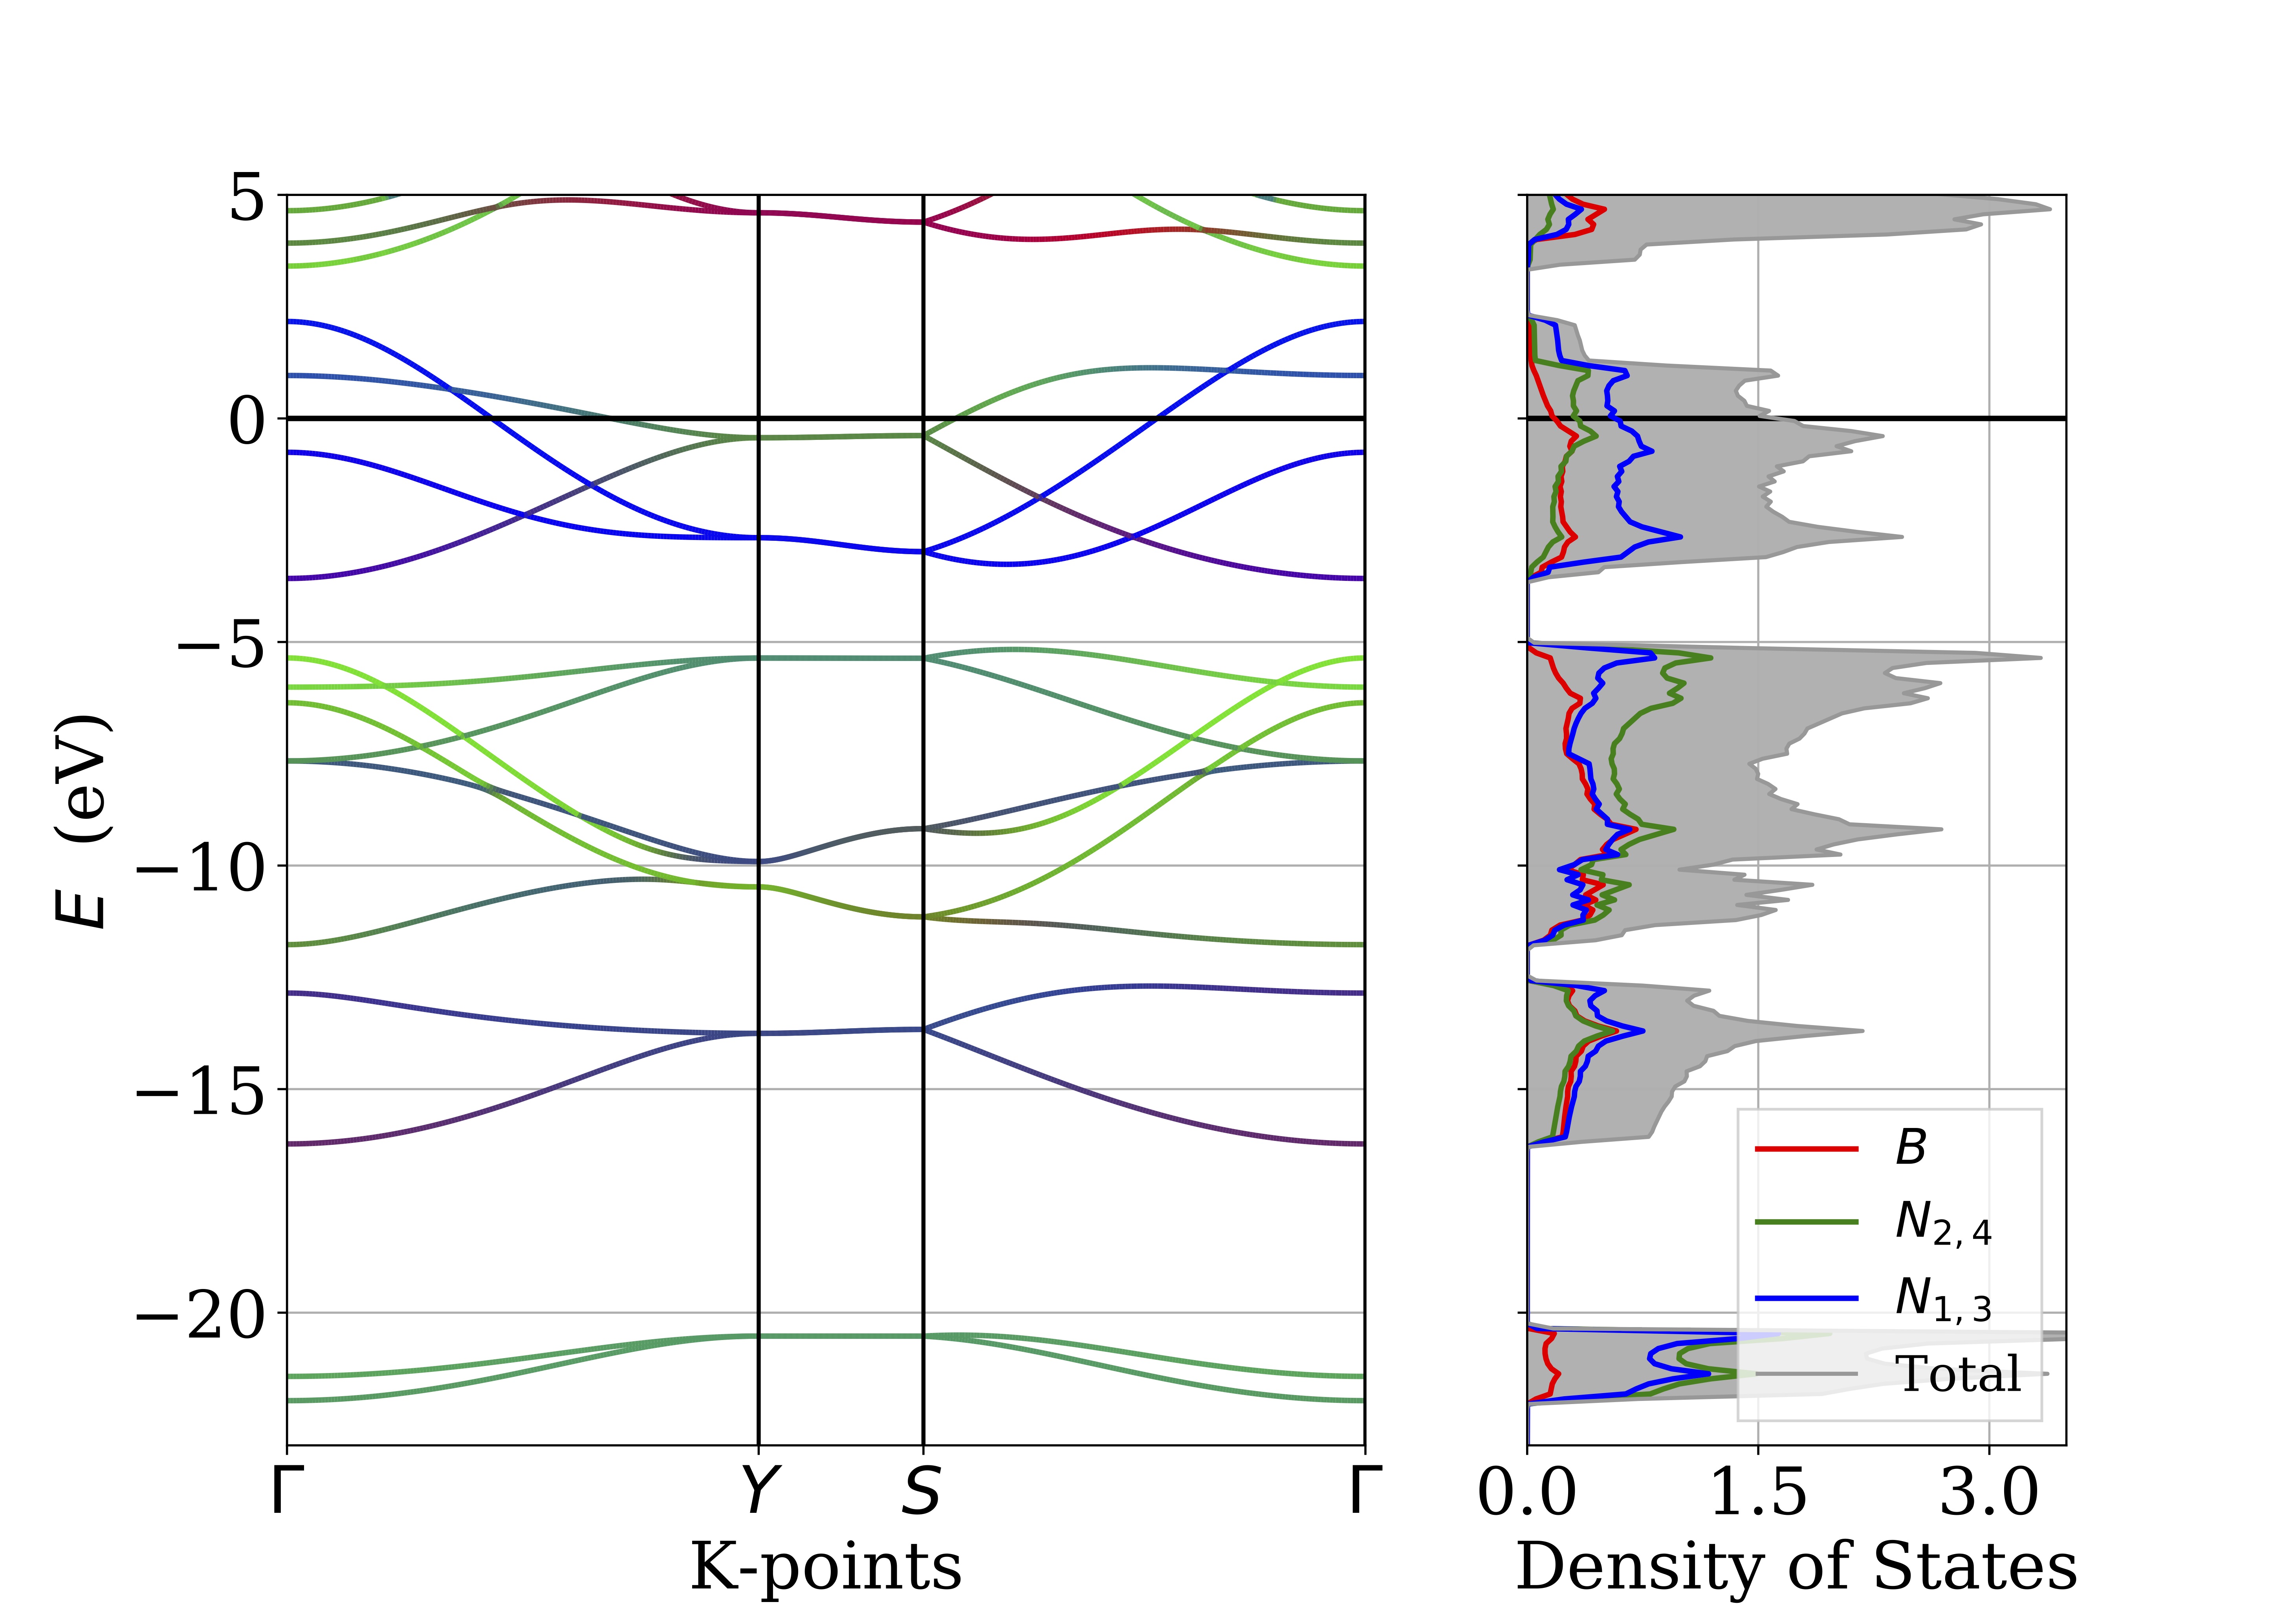 5
0
−5
−10
−15
−20
E (eV)
Γ Y S Γ
K-points
B
N2,4
N1,3
Total
0.0 1.5 3.0
Density of States